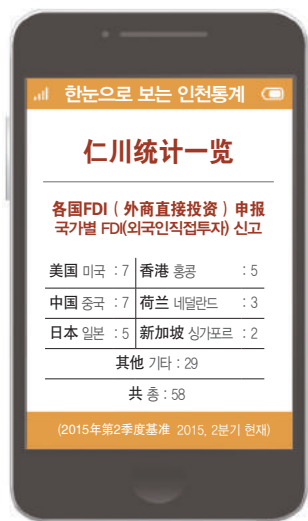 한눈으로 보는 인천통계
仁川统计一览
各国FDI ( 外商直接投资 ) 申报
국가별 FDI(외국인직접투자) 신고
美国 미국 : 7 香港 홍콩 : 5
中国 중국 : 7 荷兰 네덜란드 : 3
日本 일본 : 5 新加坡 싱가포르 : 2
其他 기타 : 29
共 총 : 58
(2015年第2季度基准 2015, 2분기 현재)